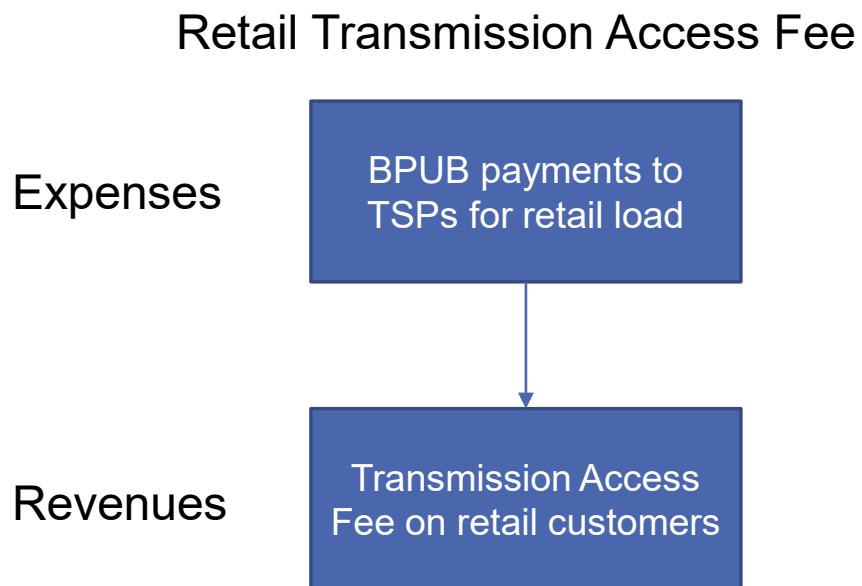 Retail Transmission Access Fee
Expenses
BPUB payments to
TSPs for retail load
Revenues
Transmission Access
Fee on retail customers